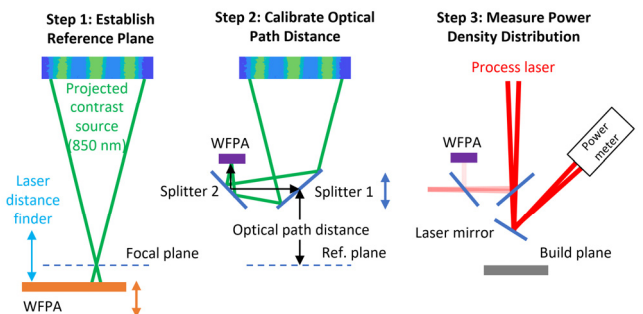 Step 1: Establish
Reference Plane
Projected
contrast
source
(850 nm)
Laser
distance
finder
Focal plane
WFPA
Step 2: Calibrate Optical
Path Distance
WFPA
Splitter 2
Splitter 1
Optical path distance
Ref. plane
Step 3: Measure Power
Density Distribution
Process laser
WFPA
Power
meter
Laser mirror
Build plane